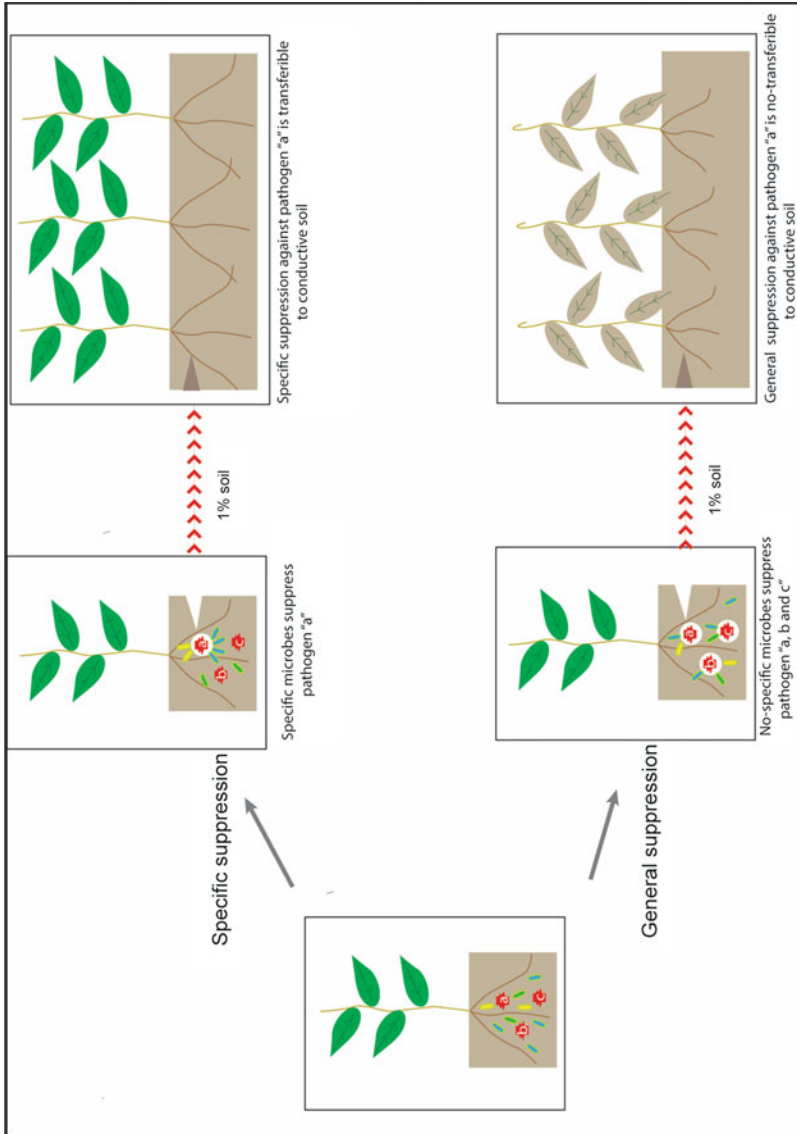 Specific suppression
a
b
c
Specific microbes suppress
pathogen "a"
a
b
c
1% soil
Specific suppression against pathogen "a" is transferible
to conductive soil
General suppression
No-specific microbes suppress
pathogen "a, b and c"
a
b
c
1% soil
General suppression against pathogen "a" is no-transferible
to conductive soil